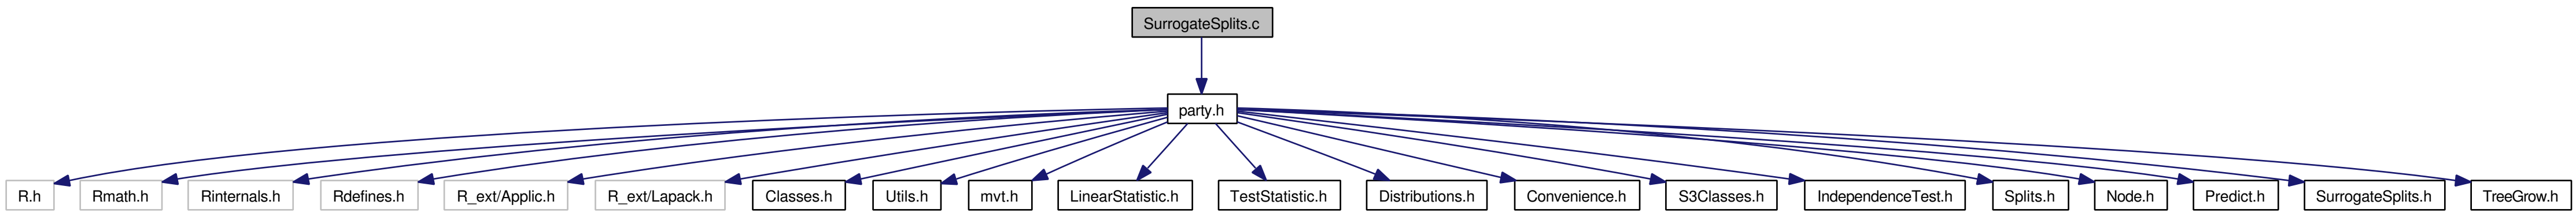 SurrogateSplits.c
party.h
R.h
Rmath.h
Rinternals.h
Rdefines.h
R_ext/Applic.h
R_ext/Lapack.h
Classes.h
Utils.h
mvt.h
LinearStatistic.h
TestStatistic.h
Distributions.h
Convenience.h
S3Classes.h
IndependenceTest.h
Splits.h
Node.h
Predict.h
SurrogateSplits.h
TreeGrow.h